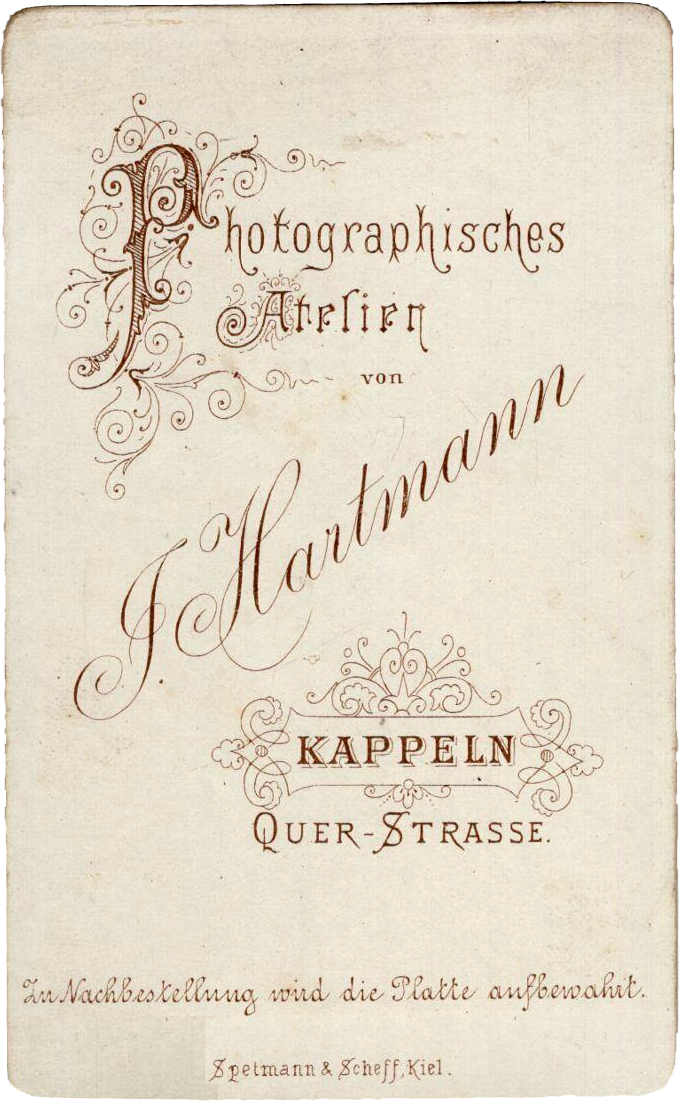 Photographisches
Atelier
von
J. Hartmann
KAPPELN
QUER-STRASSE.
Zu Nachbestellung wird die Platte aufbewahrt.
Spetmann & Scheff, Kiel.